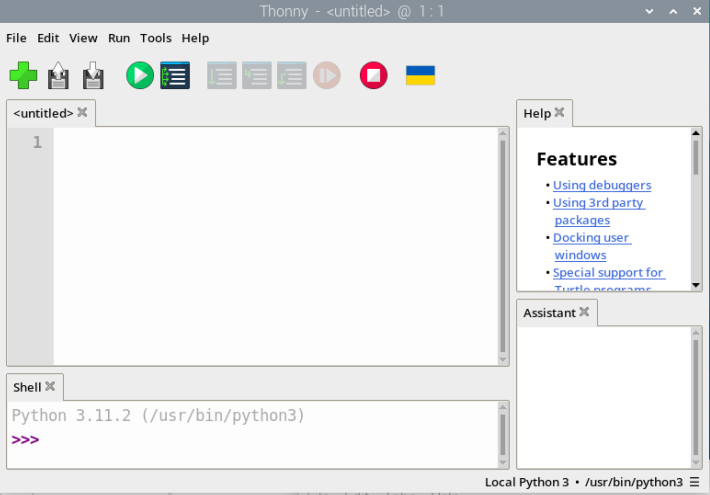 Thonny - <untitled> @ 1:1
File Edit View Run Tools Help
<untitled>
1
Help
Features
• Using debuggers
• Using 3rd party
packages
• Docking user
windows
• Special support for
Turtle programs
Assistant
Shell
Python 3.11.2 (/usr/bin/python3)
>>>
Local Python 3 • /usr/bin/python3 ☰